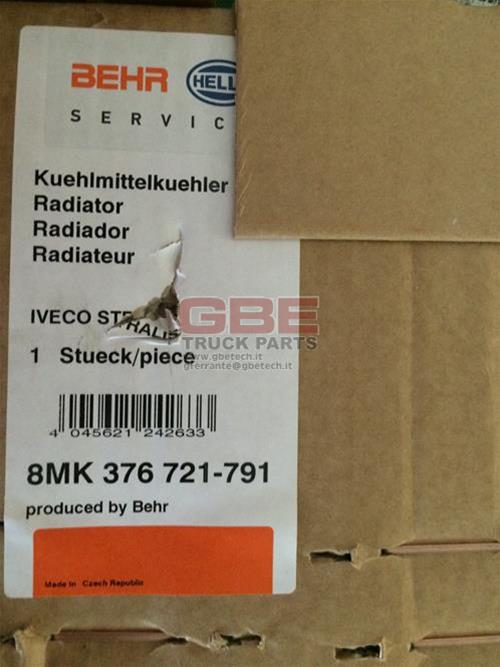 BEHR HELL
SERVIC
Kuehlmittelkuehler
Radiator
Radiador
Radiateur
IVECO ST HALIS
1 Stueck/piece
GBE
TRUCK PARTS
www.gbetech.it
gferrante@gbetech.it
4 045621 242633
8MK 376 721-791
produced by Behr
Made in Czech Republic